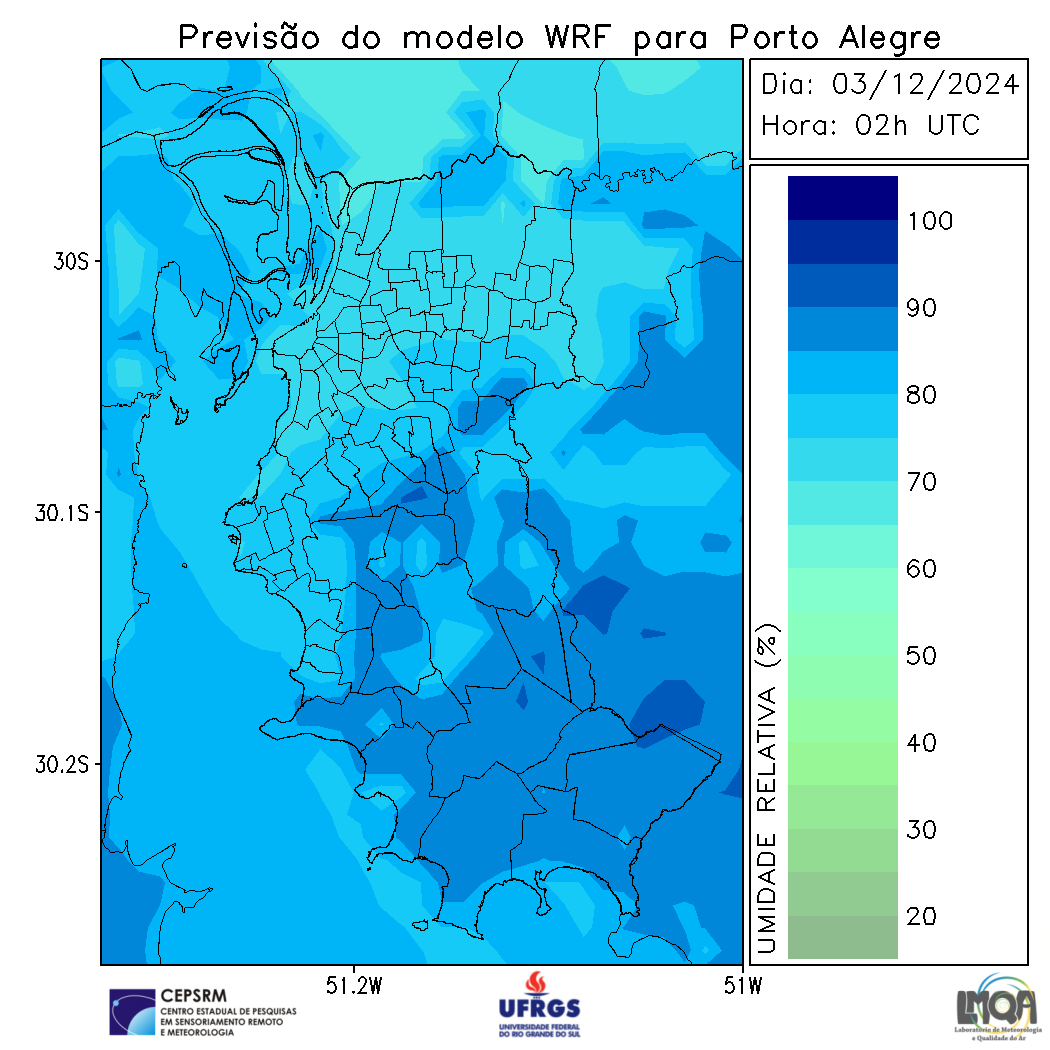 Previsão do modelo WRF para Porto Alegre
Dia: 03/12/2024
Hora: 02h UTC
100
90
80
70
60
50
40
30
20
UMIDADE RELATIVA (%)
30S
30.1S
30.2S
51.2W
51W
CEPSRM
CENTRO ESTADUAL DE PESQUISAS
EM SENSORIAMENTO REMOTO
E METEOROLOGIA
UFRGS
UNIVERSIDADE FEDERAL
DO RIO GRANDE DO SUL
LMQA
Laboratório de Meteorologia
e Qualidade do Ar